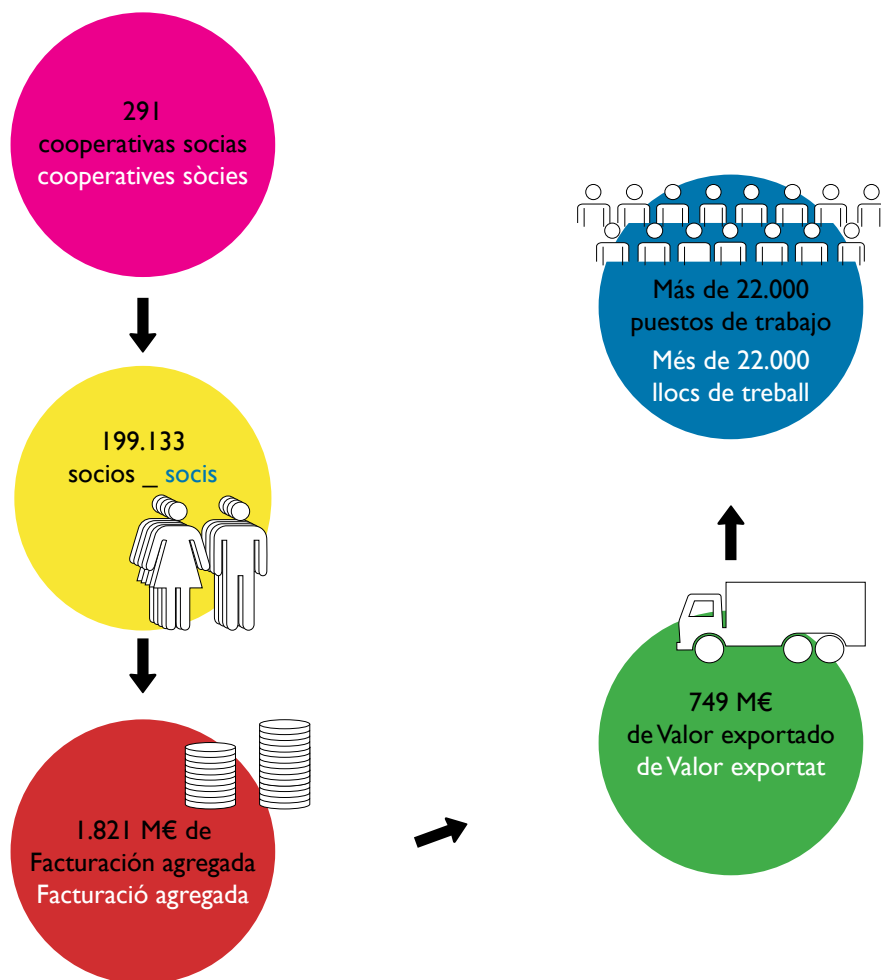 291
cooperativas socias
cooperatives sòcies
199.133
socios _ socis
1.821 M€ de
Facturación agregada
Facturació agregada
749 M€
de Valor exportado
de Valor exportat
Más de 22.000
puestos de trabajo
Més de 22.000
llocs de treball